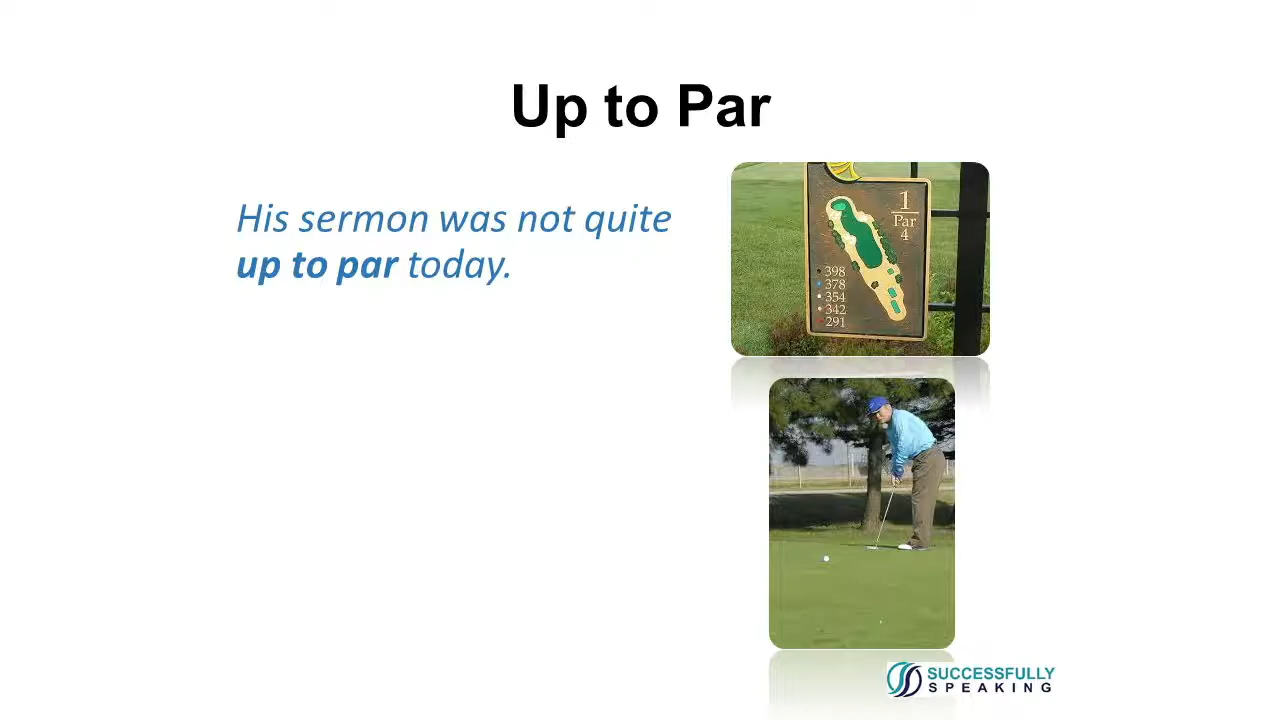 Up to Par
His sermon was not quite
up to par today.
1
Par
4
398
378
354
342
291
SUCCESSFULLY
SPEAKING